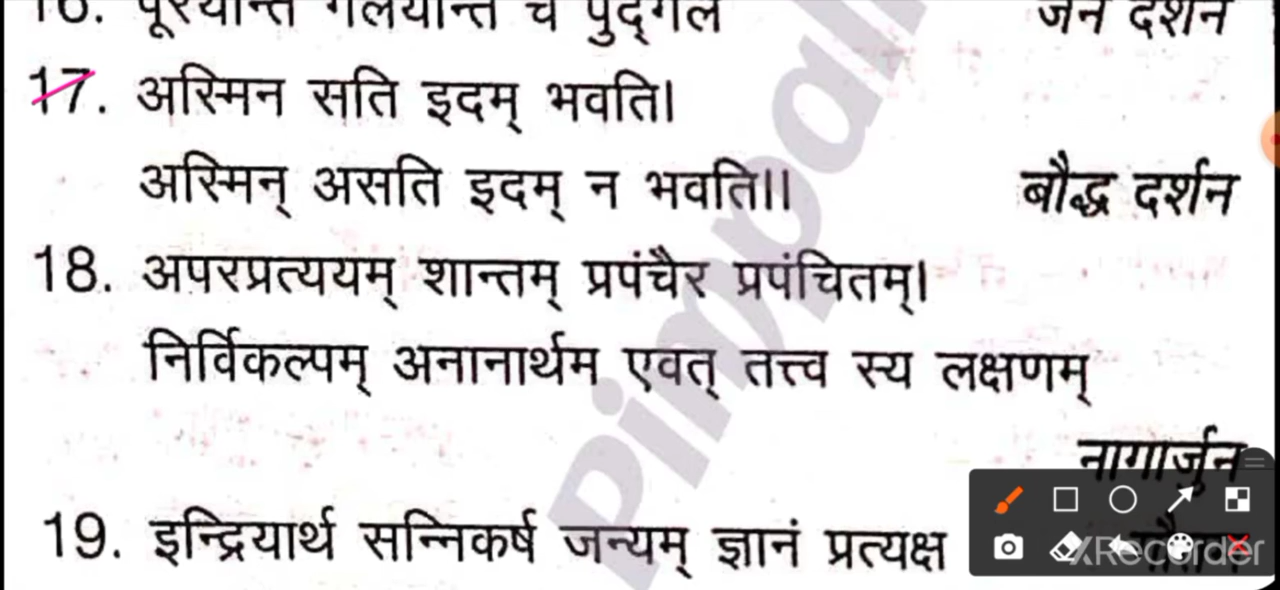 16. पूरयान्ति गलयान्ति च पुद्गल जैन दर्शन
17. अस्मिन सति इदम् भवति।
अस्मिन् असति इदम् न भवति।। बौद्ध दर्शन
18. अपरप्रत्ययम् शान्तम् प्रपंचैर प्रपंचितम्।
निर्विकल्पम् अनानार्थम एवत् तत्त्व स्य लक्षणम्
नागार्जुन
19. इन्द्रियार्थ सन्निकर्ष जन्यम् ज्ञानं प्रत्यक्ष
XRecorder